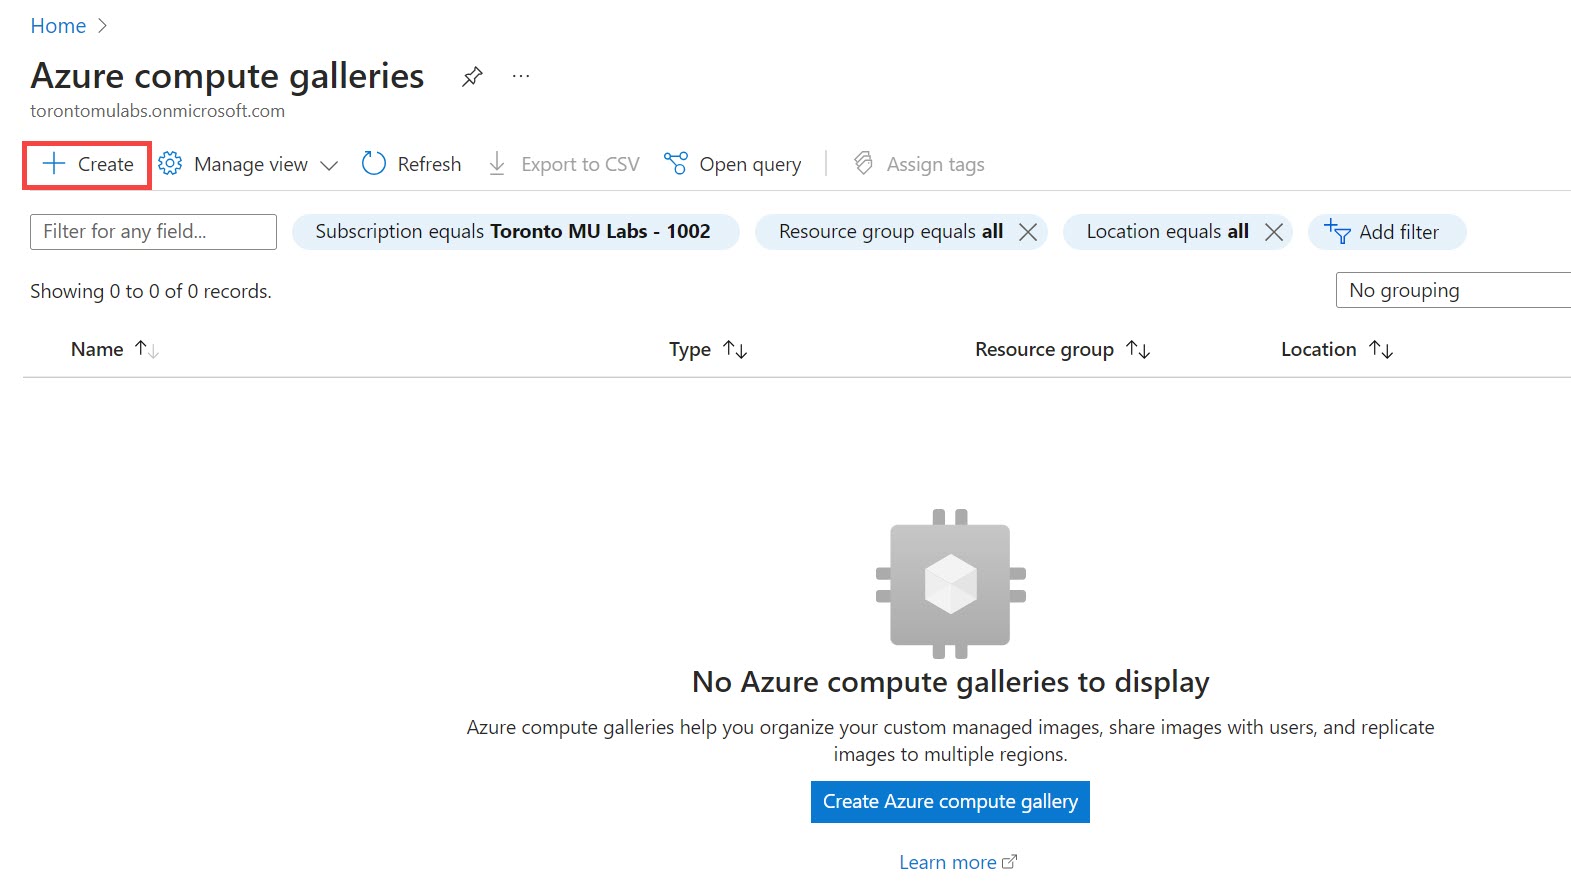 Home
Azure compute galleries ...
torontomulabs.onmicrosoft.com
Create Manage view Refresh Export to CSV Open query Assign tags
Filter for any field... Subscription equals Toronto MU Labs - 1002 Resource group equals all Location equals all Add filter
Showing 0 to 0 of 0 records. No grouping
Name Type Resource group Location
No Azure compute galleries to display
Azure compute galleries help you organize your custom managed images, share images with users, and replicate
images to multiple regions.
Create Azure compute gallery
Learn more